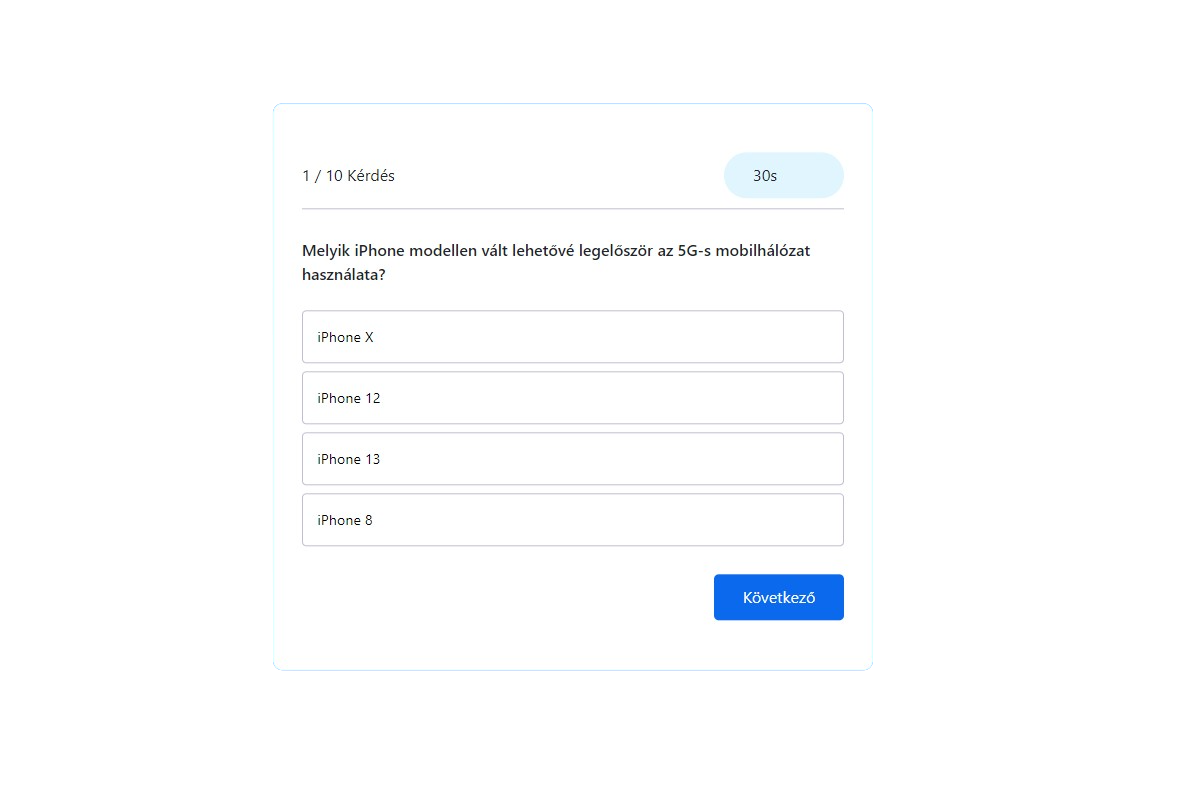 1 / 10 Kérdés
30s
Melyik iPhone modellen vált lehetővé legelőször az 5G-s mobilhálózat
használata?
iPhone X
iPhone 12
iPhone 13
iPhone 8
Következő